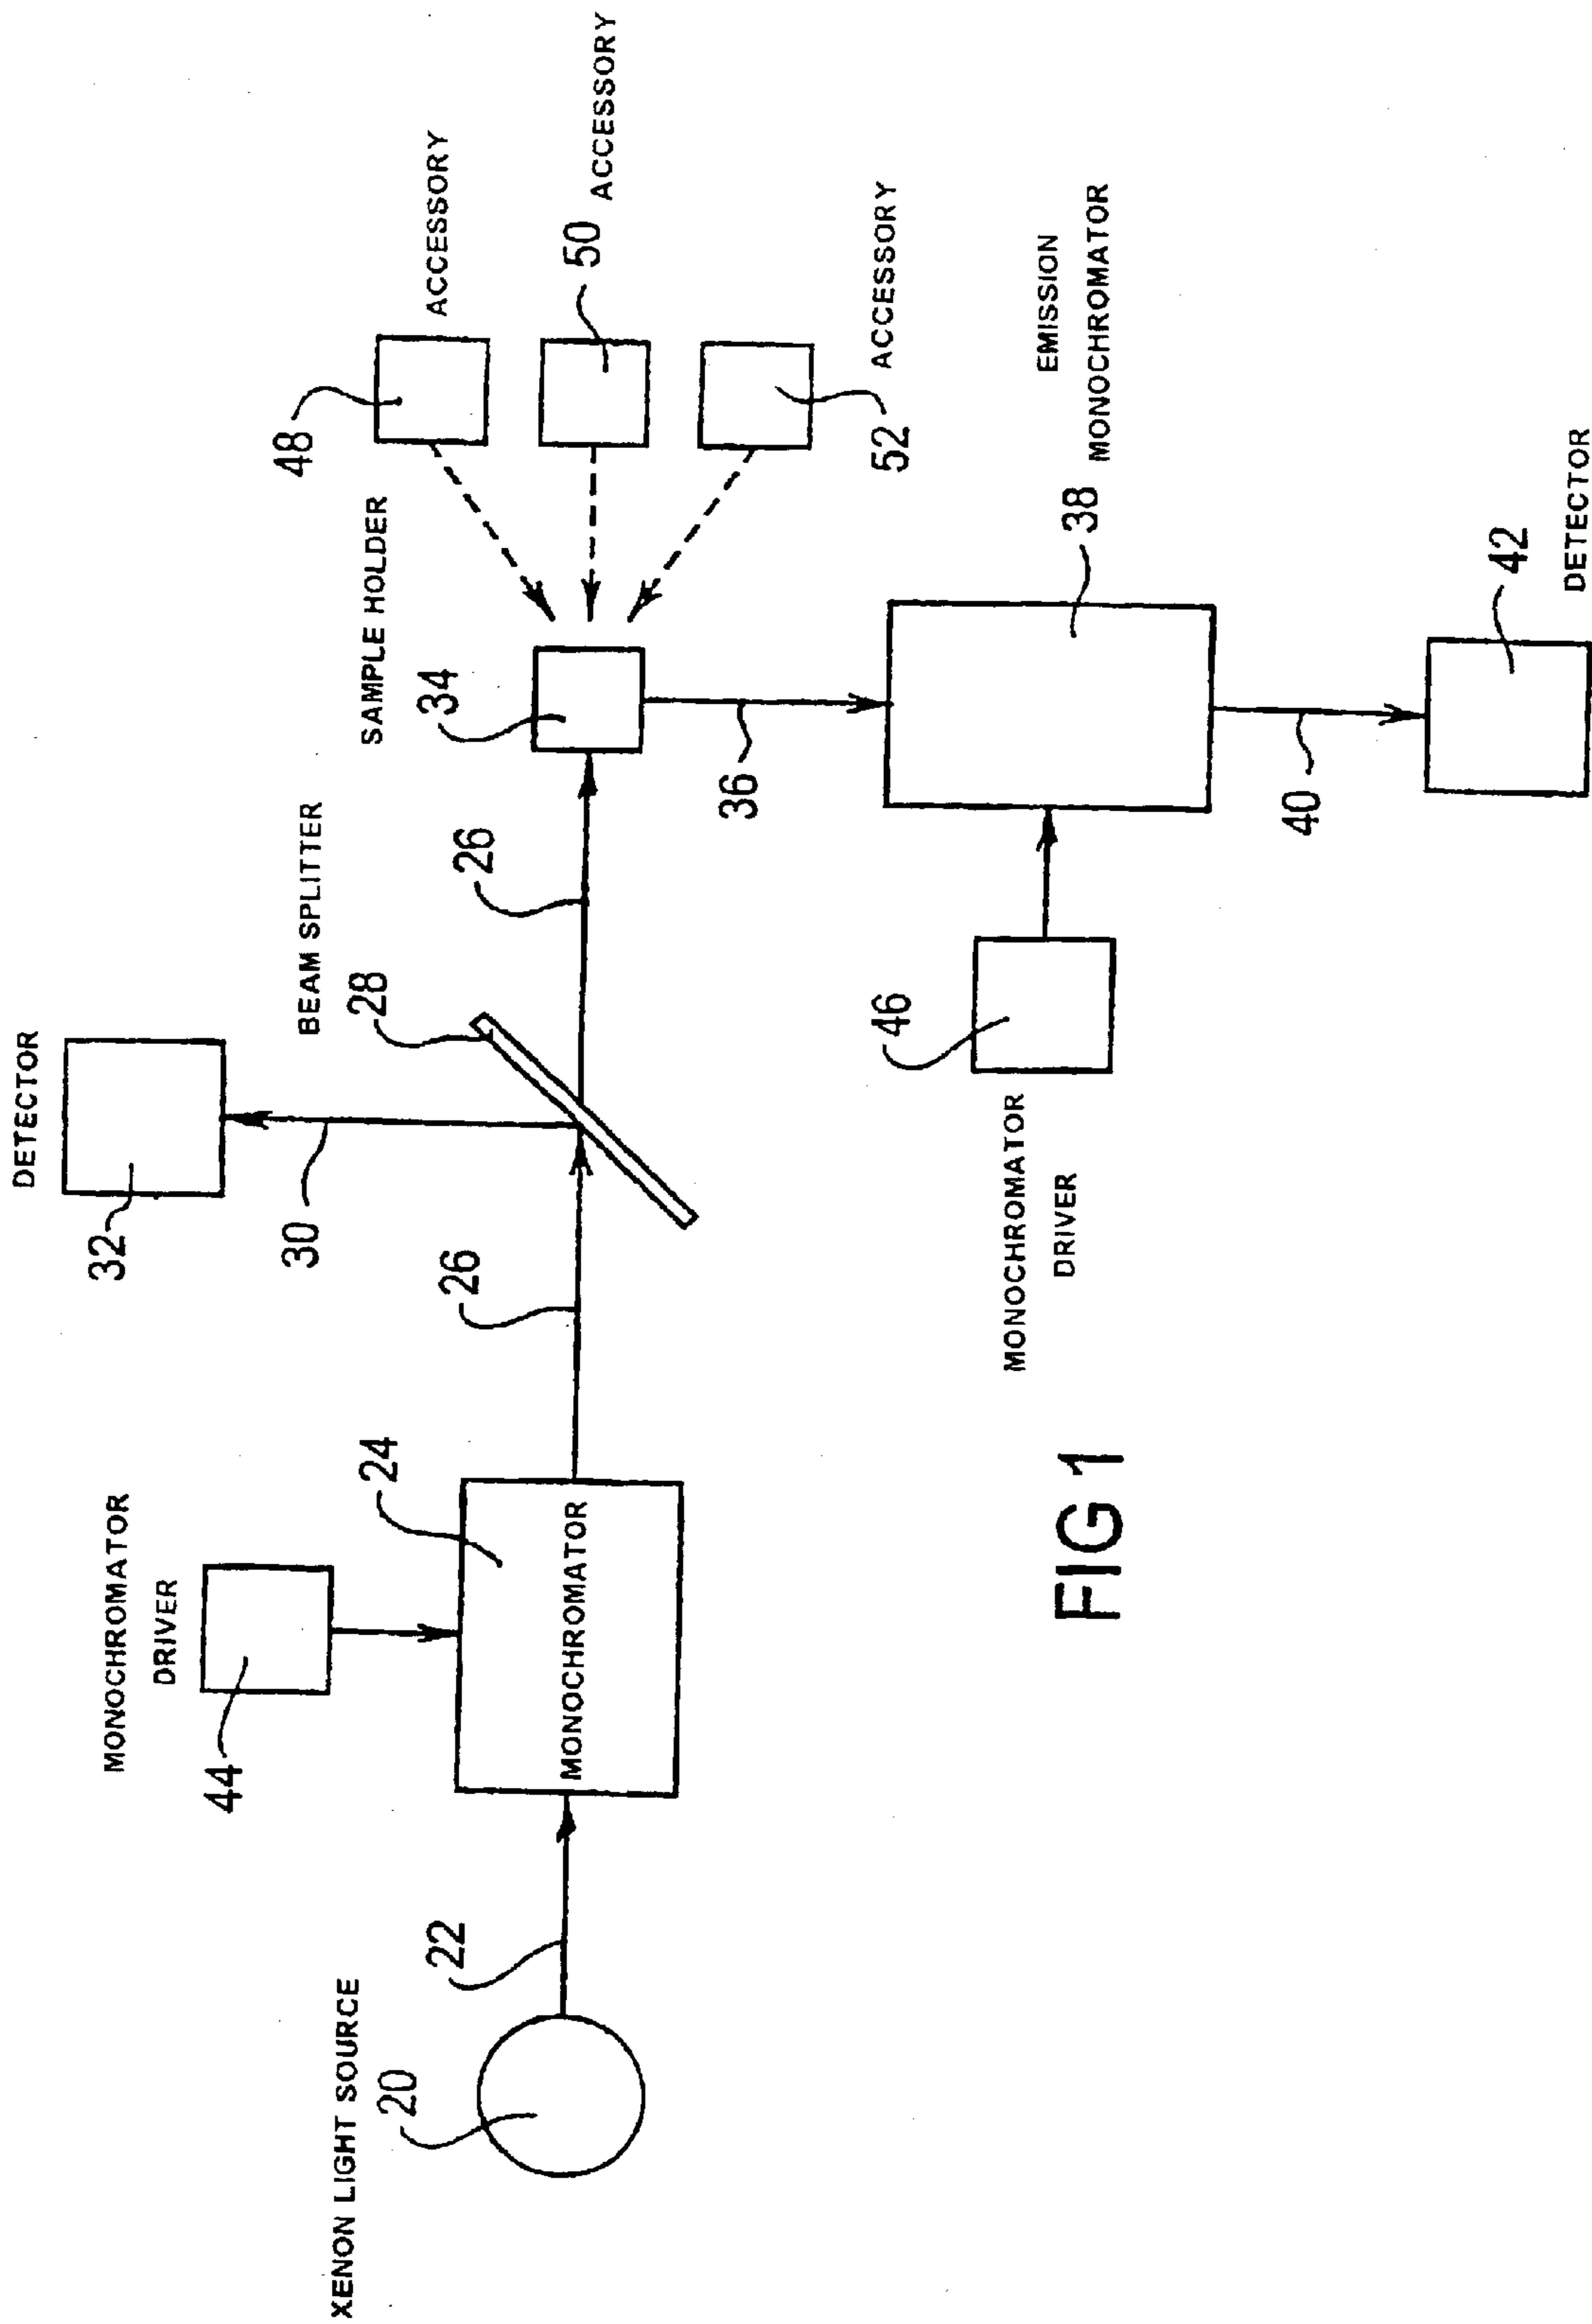 DETECTOR
32
30
BEAM SPLITTER
28
26
26
SAMPLE HOLDER
34
48
ACCESSORY
50
ACCESSORY
52
ACCESSORY
MONOCHROMATOR
DRIVER
44
24
MONOCHROMATOR
XENON LIGHT SOURCE
20
22
36
38
EMISSION
MONOCHROMATOR
46
MONOCHROMATOR
DRIVER
40
42
DETECTOR
FIG 1